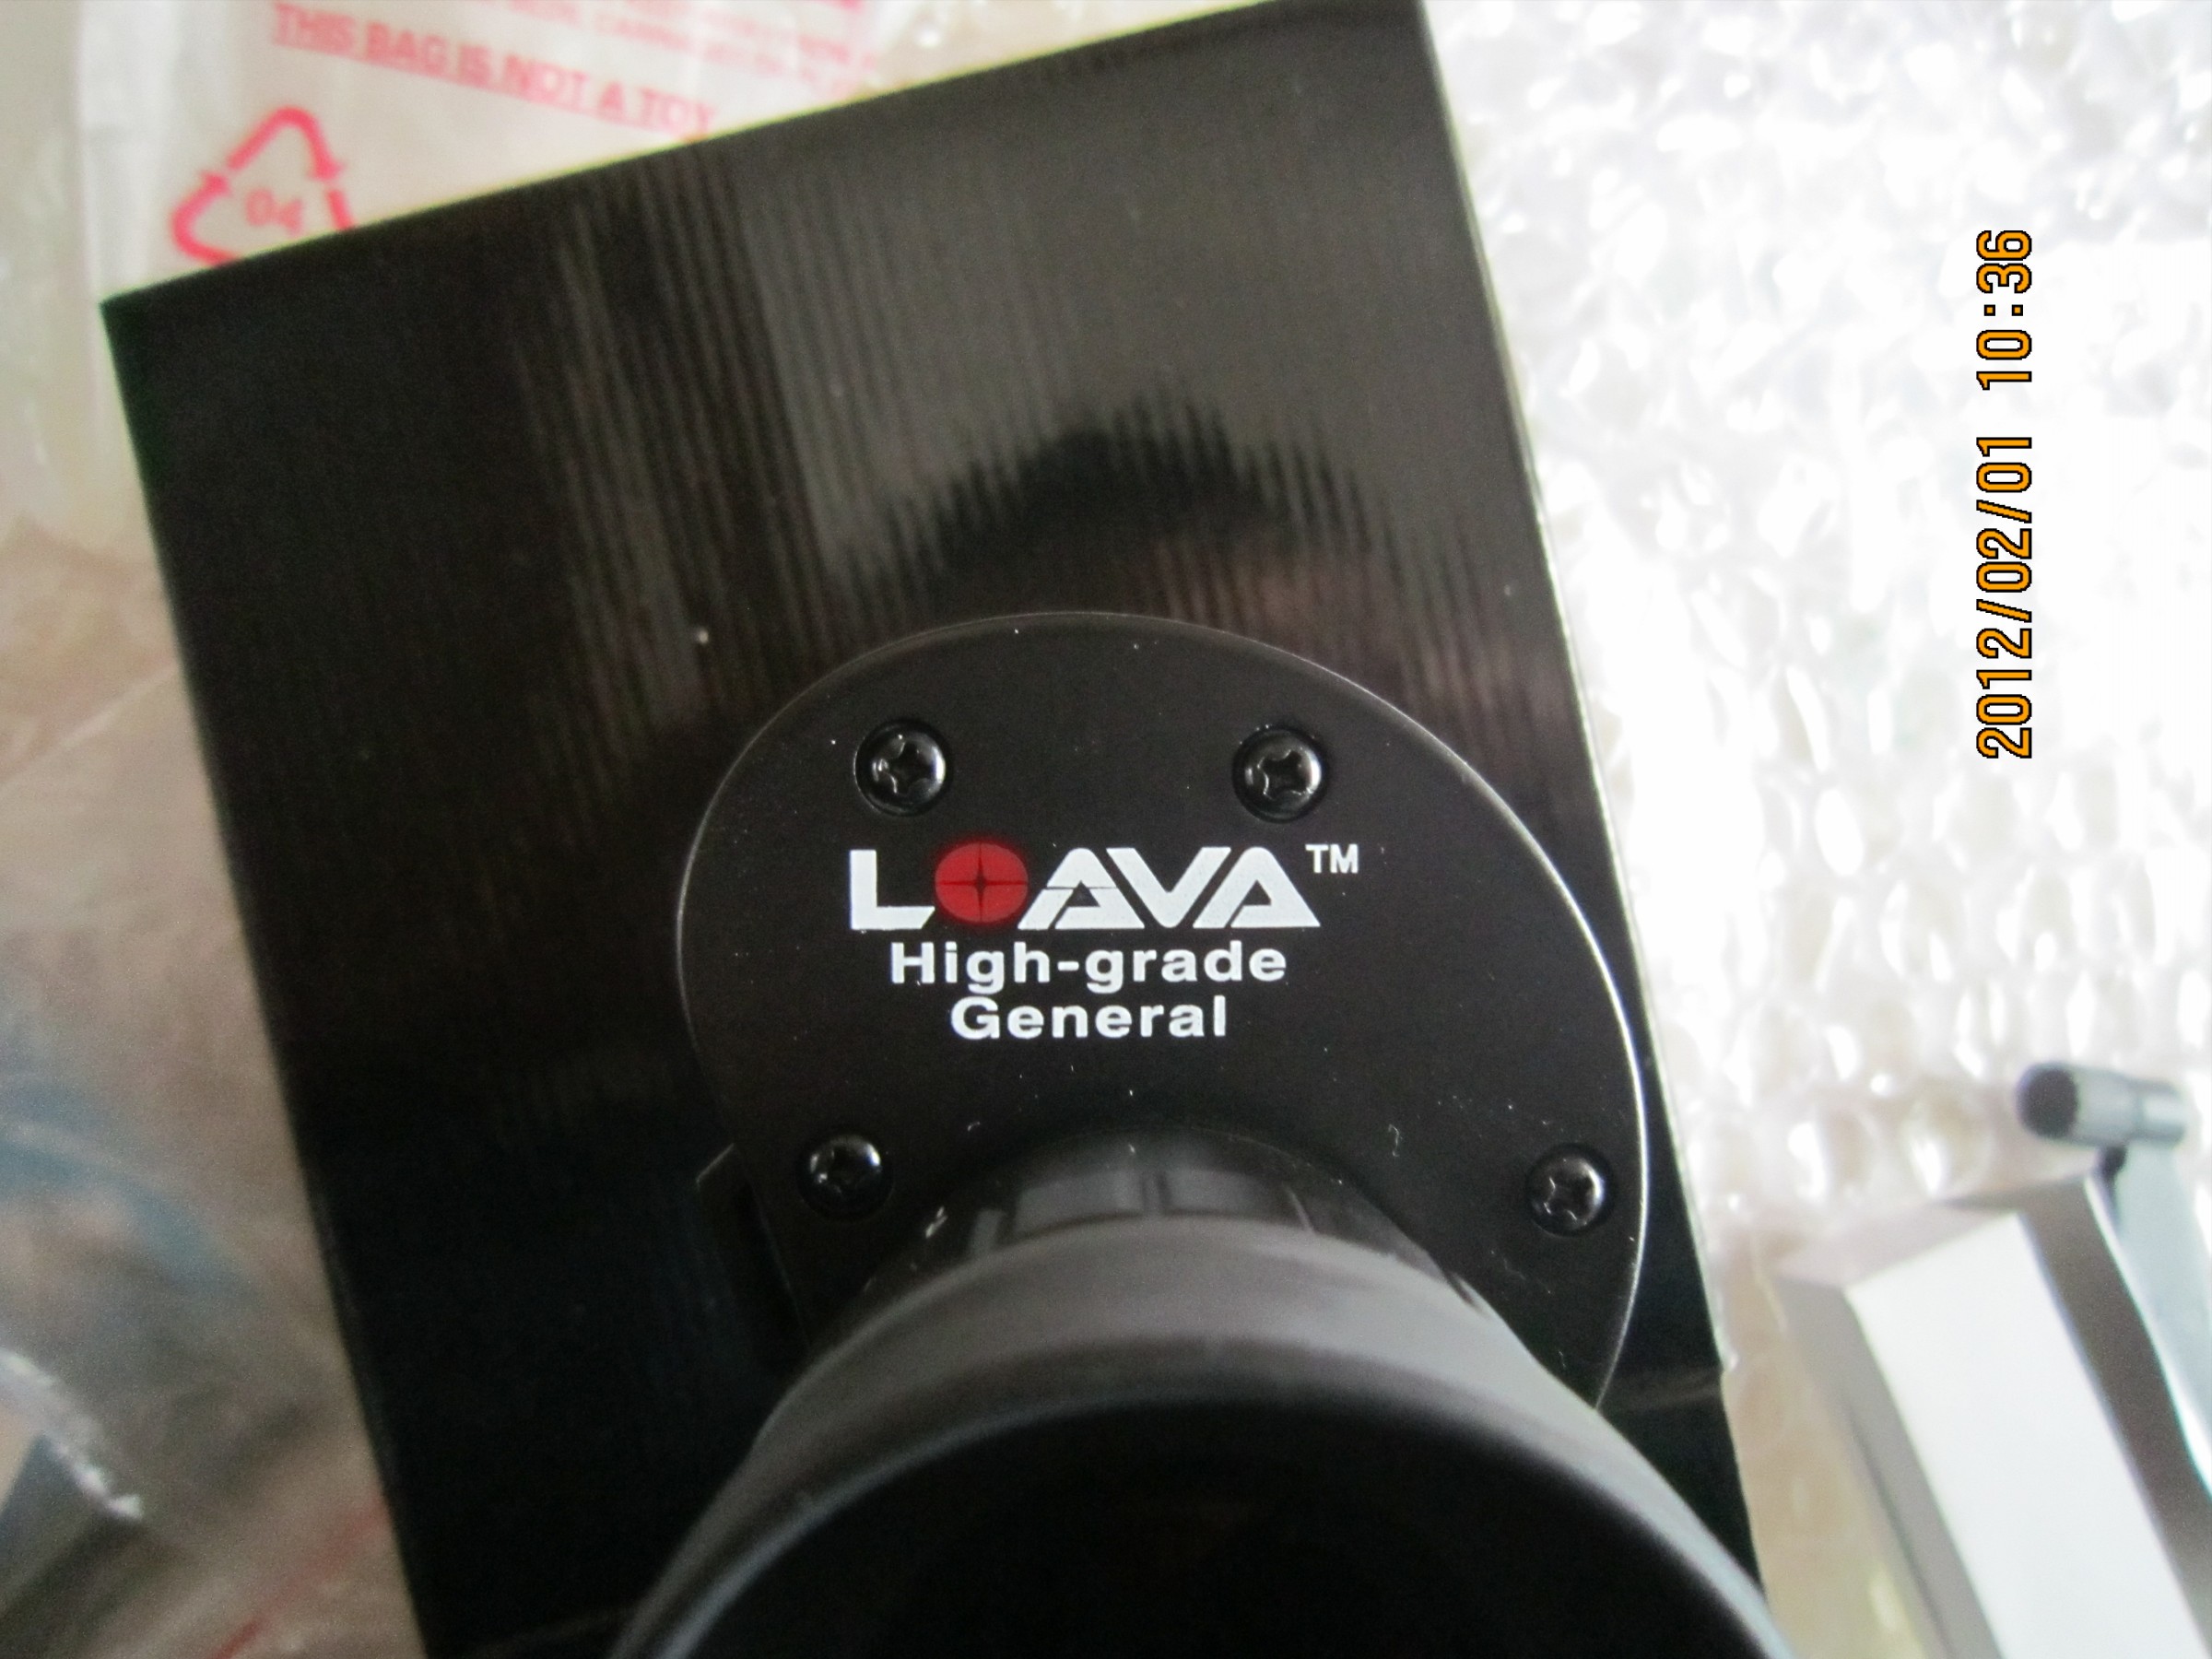 THIS BAG IS NOT A TOY
04
LOAVA™
High-grade
General
2012/02/01 10:36